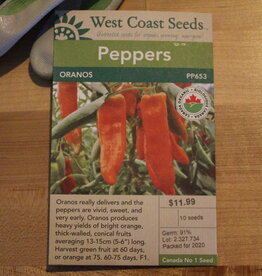 West Coast Seeds
Peppers
ORANOS
PP653
Oranos really delivers and the
peppers are vivid, sweet, and
very early. Oranos produces
heavy yields of bright orange,
thick-walled, conical fruits
averaging 13-15cm (5-6") long.
Harvest green fruit at 60 days,
or orange at 75. 60-75 days. F1.
$11.99
10 seeds
Germ: 91%
Lot: 2.327.734
Packed for 2020
Canada No 1 Seed